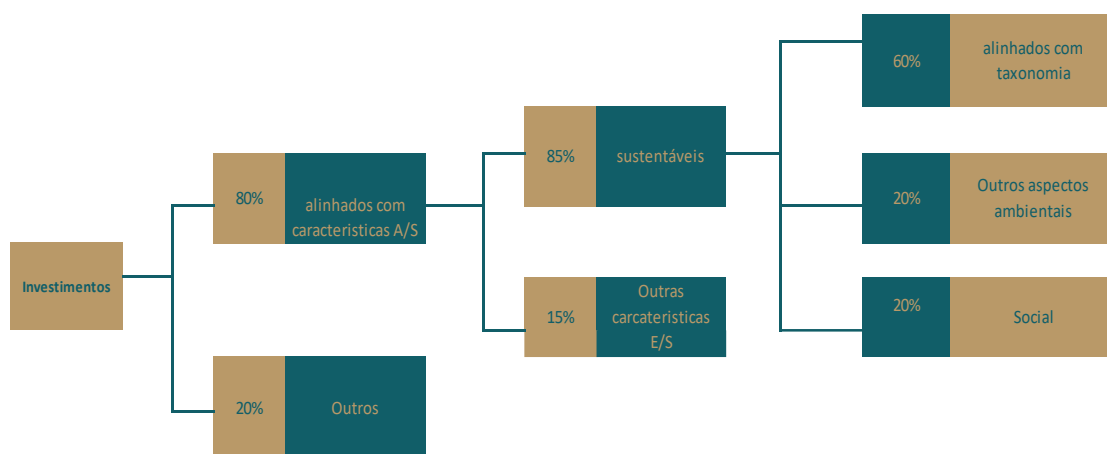 Investimentos
80%
alinhados com
caracteristicas A/S
20%
Outros
85%
sustentáveis
15%
Outras
carcateristicas
E/S
60%
alinhados com
taxonomia
20%
Outros aspectos
ambientais
20%
Social